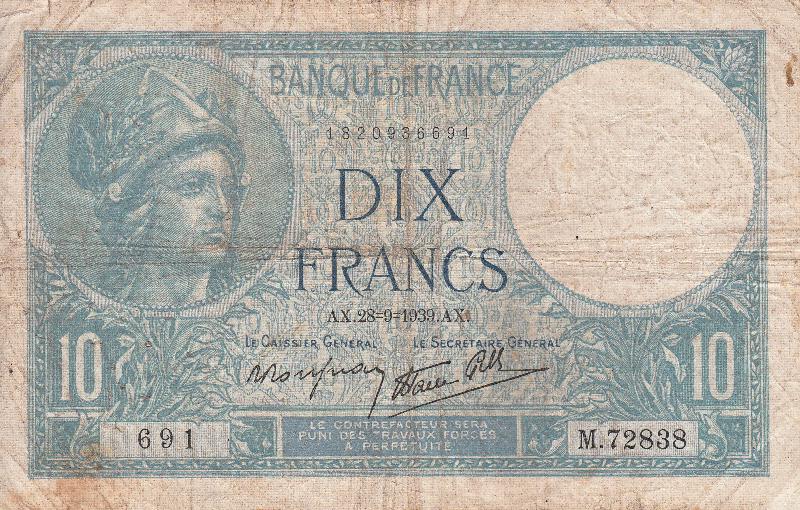 BANQUE DE FRANCE
1820936691
DIX
FRANCS
AX.28=9=1939.AX.
LE CAISSIER GÉNÉRAL LE SECRÉTAIRE GÉNÉRAL
10 10
691 LE CONTREFACTEUR SERA
PUNI DES TRAVAUX FORCÉS
À PERPÉTUITÉ M.72838